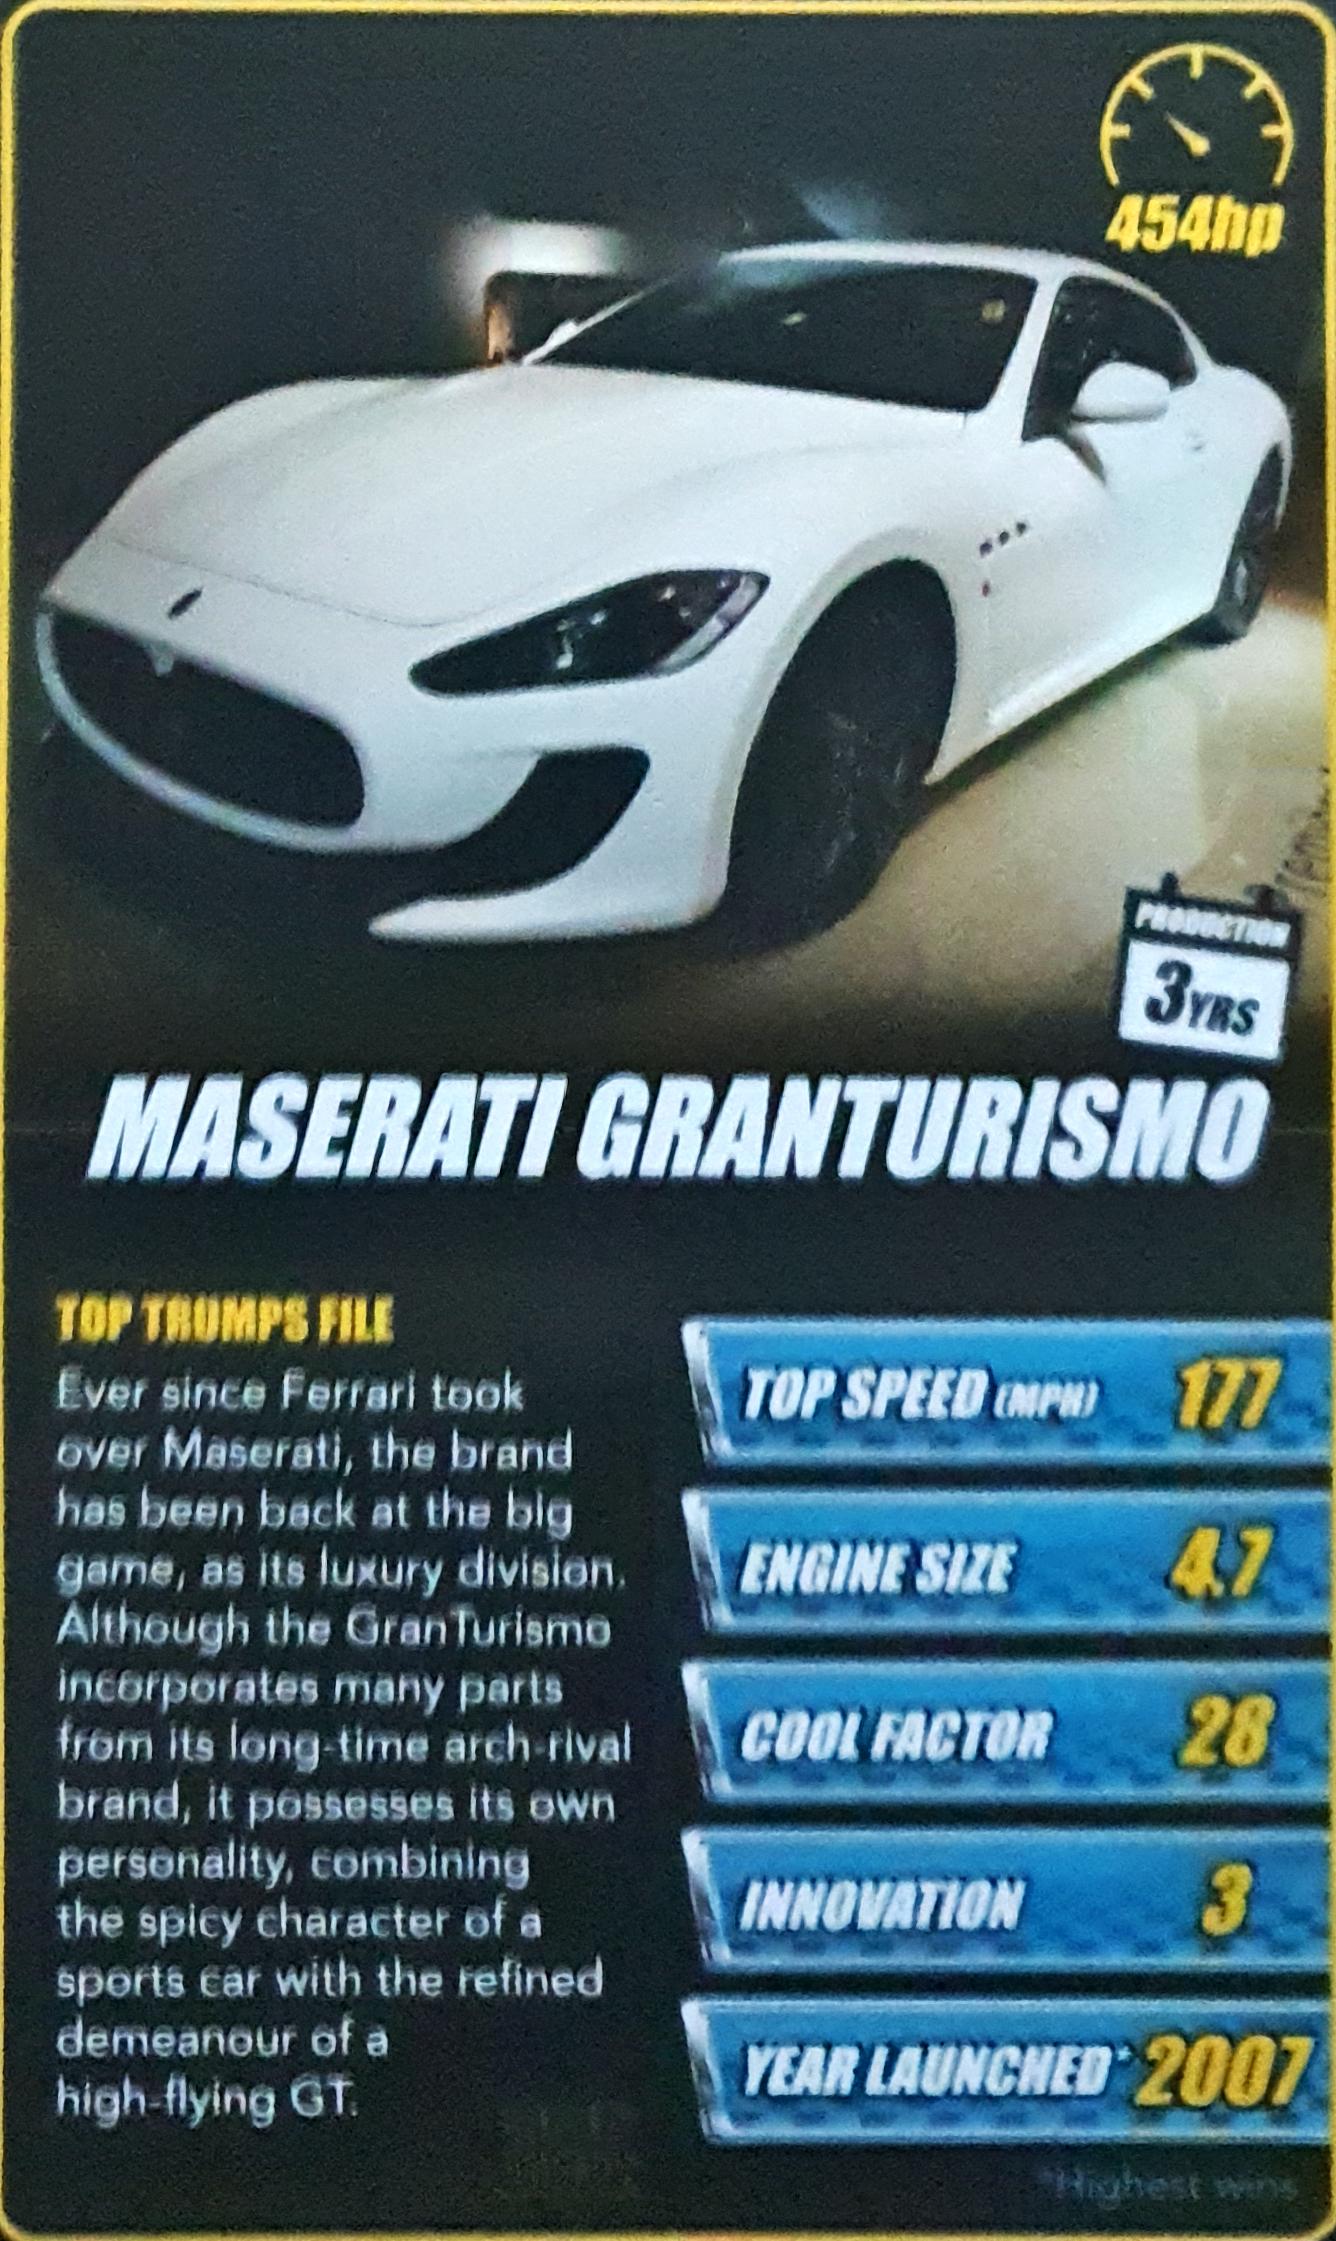 454hp
PRODUCTION
3YRS
MASERATI GRANTURISMO
TOP TRUMPS FILE
Ever since Ferrari took
over Maserati, the brand
has been back at the big
game, as its luxury division.
Although the GranTurismo
incorporates many parts
from its long-time arch-rival
brand, it possesses its own
personality, combining
the spicy character of a
sports car with the refined
demeanour of a
high-flying GT.
TOP SPEED (MPH) 177
ENGINE SIZE 4.7
COOL FACTOR 28
INNOVATION 3
YEAR LAUNCHED* 2007
*Highest wins